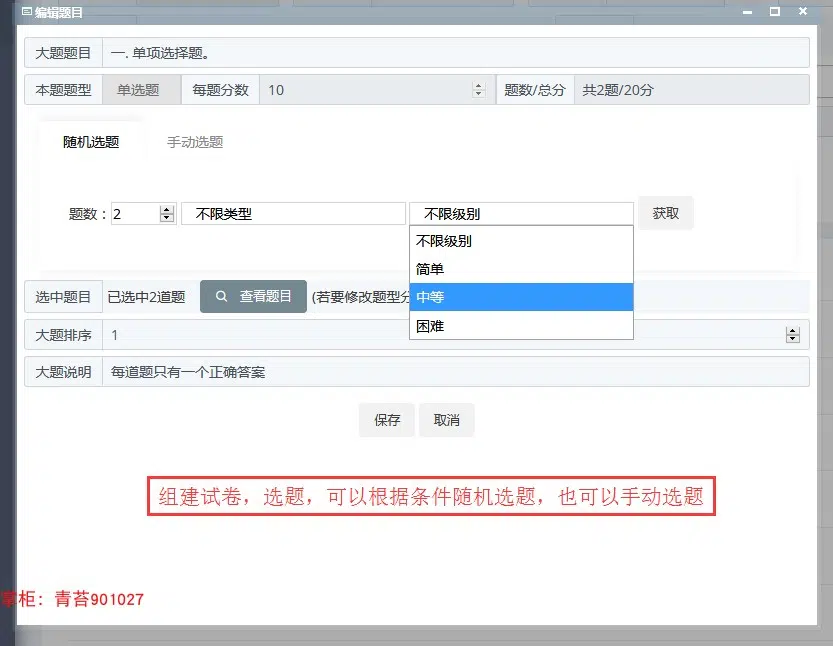 编辑题目
大题题目 一. 单项选择题。
本题题型 单选题 每题分数 10 题数/总分 共2题/20分
随机选题 手动选题
题数：2 不限类型 不限级别 获取
不限级别
简单
中等
困难
选中题目 已选中2道题 查看题目 (若要修改题型分
大题排序 1
大题说明 每道题只有一个正确答案
保存 取消
组建试卷，选题，可以根据条件随机选题，也可以手动选题
掌柜：青苔901027